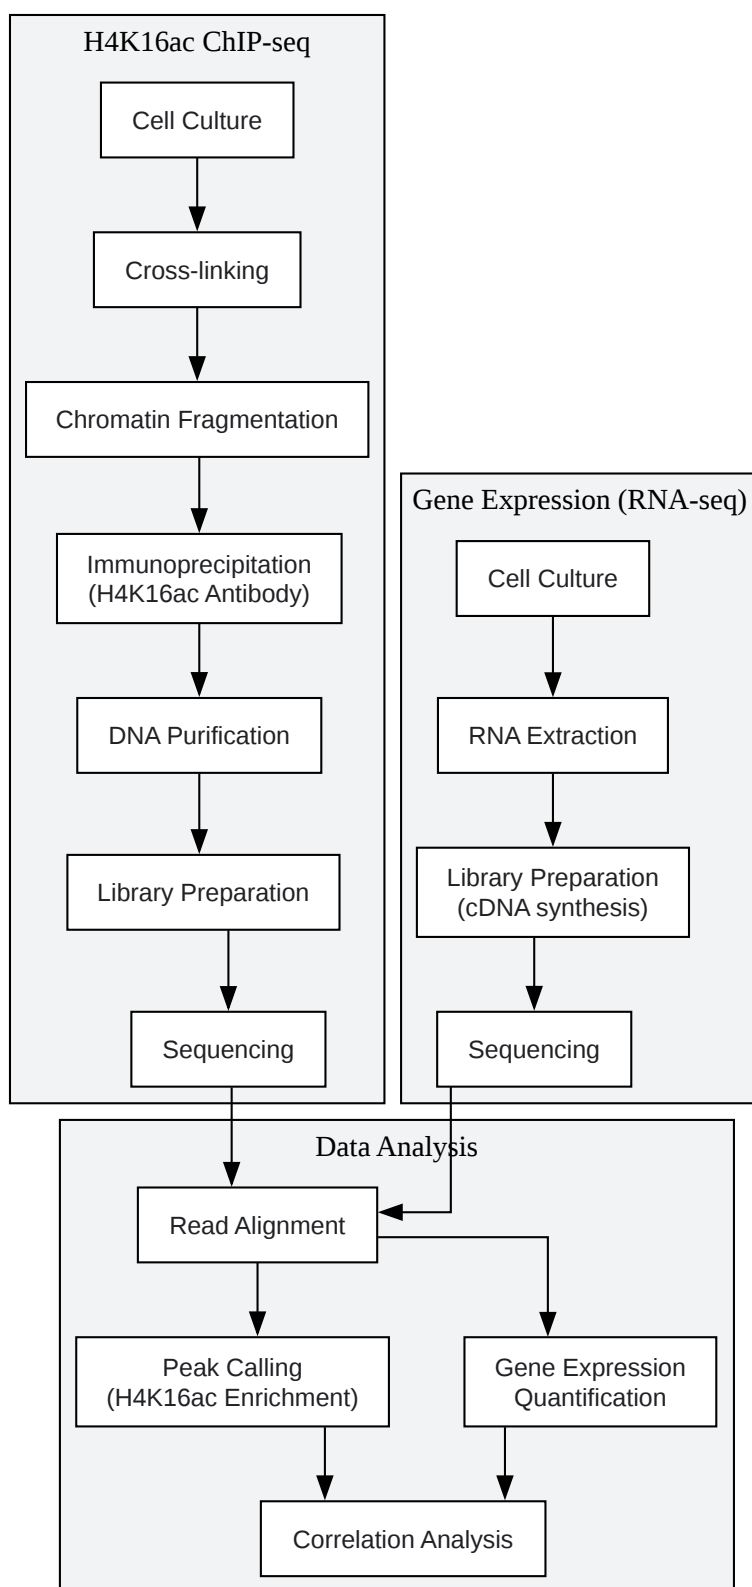 H4K16ac ChIP-seq
Cell Culture
Cross-linking
Chromatin Fragmentation
Immunoprecipitation
(H4K16ac Antibody)
DNA Purification
Library Preparation
Sequencing
Gene Expression (RNA-seq)
Cell Culture
RNA Extraction
Library Preparation
(cDNA synthesis)
Sequencing
Data Analysis
Read Alignment
Peak Calling
(H4K16ac Enrichment)
Gene Expression
Quantification
Correlation Analysis